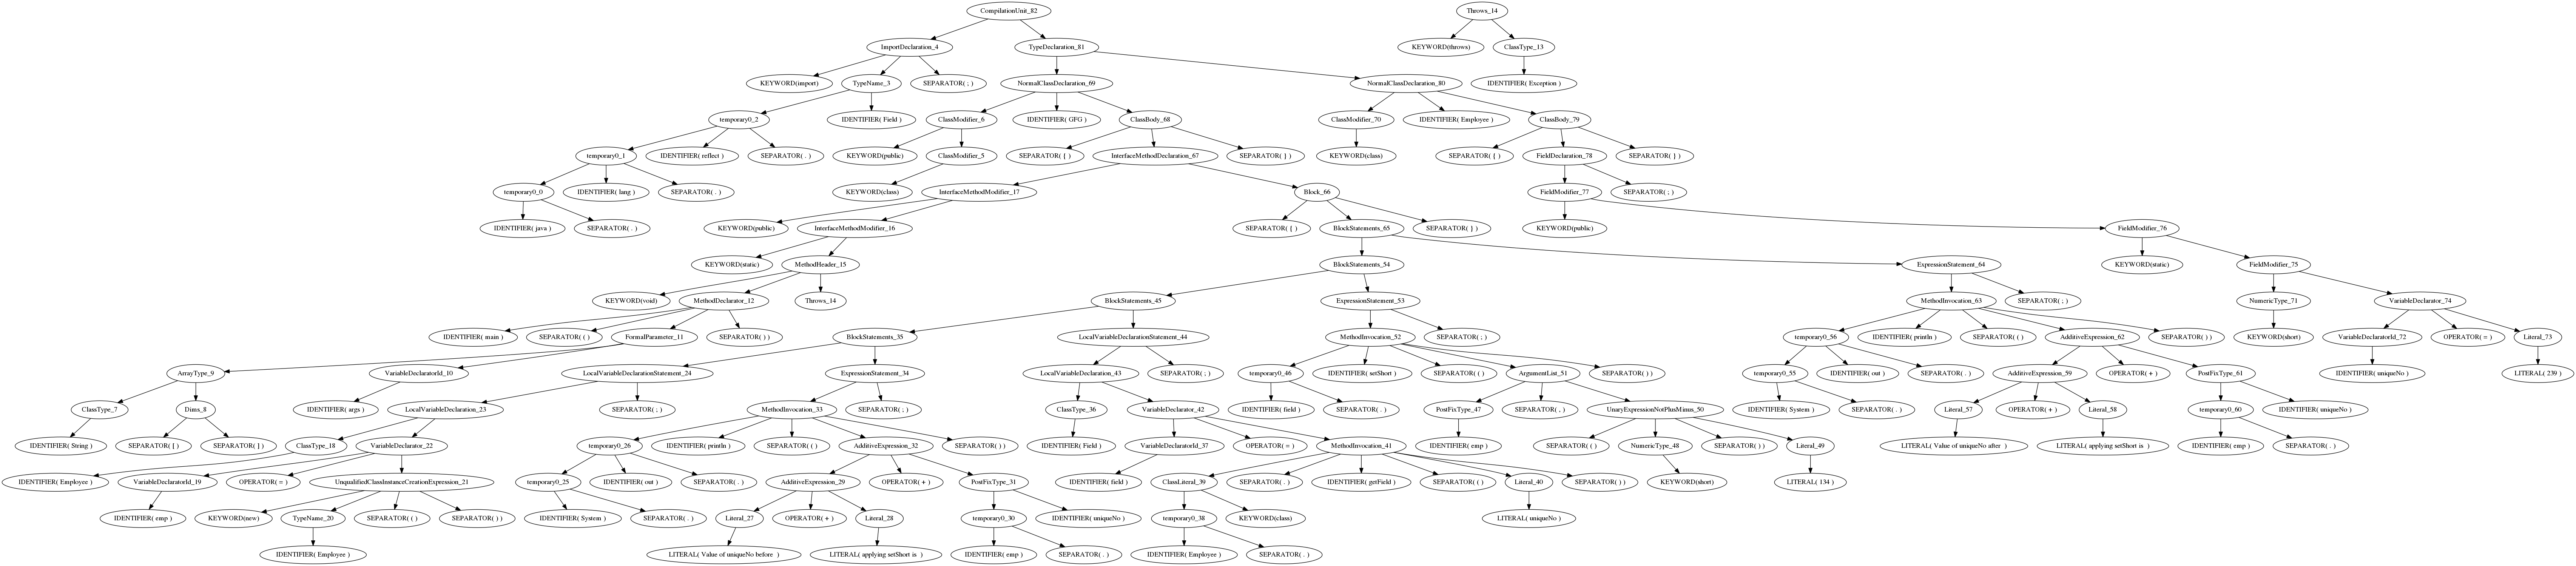 CompilationUnit_82 Throws_14
ImportDeclaration_4 TypeDeclaration_81 KEYWORD(throws) ClassType_13
KEYWORD(import) TypeName_3 SEPARATOR( ; ) NormalClassDeclaration_69 NormalClassDeclaration_80 IDENTIFIER( Exception )
temporary0_2 IDENTIFIER( Field ) ClassModifier_6 IDENTIFIER( GFG ) ClassBody_68 ClassModifier_70 IDENTIFIER( Employee ) ClassBody_79
temporary0_1 IDENTIFIER( reflect ) SEPARATOR( . ) KEYWORD(public) ClassModifier_5 SEPARATOR( { ) InterfaceMethodDeclaration_67 SEPARATOR( } ) KEYWORD(class) SEPARATOR( { ) FieldDeclaration_78 SEPARATOR( } )
temporary0_0 IDENTIFIER( lang ) SEPARATOR( . ) KEYWORD(class) InterfaceMethodModifier_17 Block_66 FieldModifier_77 SEPARATOR( ; )
IDENTIFIER( java ) SEPARATOR( . ) KEYWORD(public) InterfaceMethodModifier_16 SEPARATOR( { ) BlockStatements_65 SEPARATOR( } ) KEYWORD(public) FieldModifier_76
KEYWORD(static) MethodHeader_15 BlockStatements_54 ExpressionStatement_64 KEYWORD(static) FieldModifier_75
KEYWORD(void) MethodDeclarator_12 Throws_14 BlockStatements_45 ExpressionStatement_53 MethodInvocation_63 SEPARATOR( ; ) NumericType_71 VariableDeclarator_74
IDENTIFIER( main ) SEPARATOR( ( ) FormalParameter_11 SEPARATOR( ) ) BlockStatements_35 LocalVariableDeclarationStatement_44 MethodInvocation_52 SEPARATOR( ; ) temporary0_56 IDENTIFIER( println ) SEPARATOR( ( ) AdditiveExpression_62 SEPARATOR( ) ) KEYWORD(short) VariableDeclaratorId_72 OPERATOR( = ) Literal_73
ArrayType_9 VariableDeclaratorId_10 LocalVariableDeclarationStatement_24 ExpressionStatement_34 LocalVariableDeclaration_43 SEPARATOR( ; ) temporary0_46 IDENTIFIER( setShort ) SEPARATOR( ( ) ArgumentList_51 SEPARATOR( ) ) temporary0_55 IDENTIFIER( out ) SEPARATOR( . ) AdditiveExpression_59 OPERATOR( + ) PostFixType_61 IDENTIFIER( uniqueNo ) LITERAL( 239 )
ClassType_7 Dims_8 IDENTIFIER( args ) LocalVariableDeclaration_23 SEPARATOR( ; ) MethodInvocation_33 SEPARATOR( ; ) ClassType_36 VariableDeclarator_42 IDENTIFIER( field ) SEPARATOR( . ) PostFixType_47 SEPARATOR( , ) UnaryExpressionNotPlusMinus_50 IDENTIFIER( System ) SEPARATOR( . ) Literal_57 OPERATOR( + ) Literal_58 temporary0_60 IDENTIFIER( uniqueNo )
IDENTIFIER( String ) SEPARATOR( [ ) SEPARATOR( ] ) ClassType_18 VariableDeclarator_22 temporary0_26 IDENTIFIER( println ) SEPARATOR( ( ) AdditiveExpression_32 SEPARATOR( ) ) IDENTIFIER( Field ) VariableDeclaratorId_37 OPERATOR( = ) MethodInvocation_41 IDENTIFIER( emp ) SEPARATOR( ( ) NumericType_48 SEPARATOR( ) ) Literal_49 LITERAL( Value of uniqueNo after ) LITERAL( applying setShort is ) IDENTIFIER( emp ) SEPARATOR( . )
IDENTIFIER( Employee ) VariableDeclaratorId_19 OPERATOR( = ) UnqualifiedClassInstanceCreationExpression_21 temporary0_25 IDENTIFIER( out ) SEPARATOR( . ) AdditiveExpression_29 OPERATOR( + ) PostFixType_31 IDENTIFIER( field ) ClassLiteral_39 SEPARATOR( . ) IDENTIFIER( getField ) SEPARATOR( ( ) Literal_40 SEPARATOR( ) ) KEYWORD(short) LITERAL( 134 )
IDENTIFIER( emp ) KEYWORD(new) TypeName_20 SEPARATOR( ( ) SEPARATOR( ) ) IDENTIFIER( System ) SEPARATOR( . ) Literal_27 OPERATOR( + ) Literal_28 temporary0_30 IDENTIFIER( uniqueNo ) temporary0_38 KEYWORD(class) LITERAL( uniqueNo )
IDENTIFIER( Employee ) LITERAL( Value of uniqueNo before ) LITERAL( applying setShort is ) IDENTIFIER( emp ) SEPARATOR( . ) IDENTIFIER( Employee ) SEPARATOR( . )